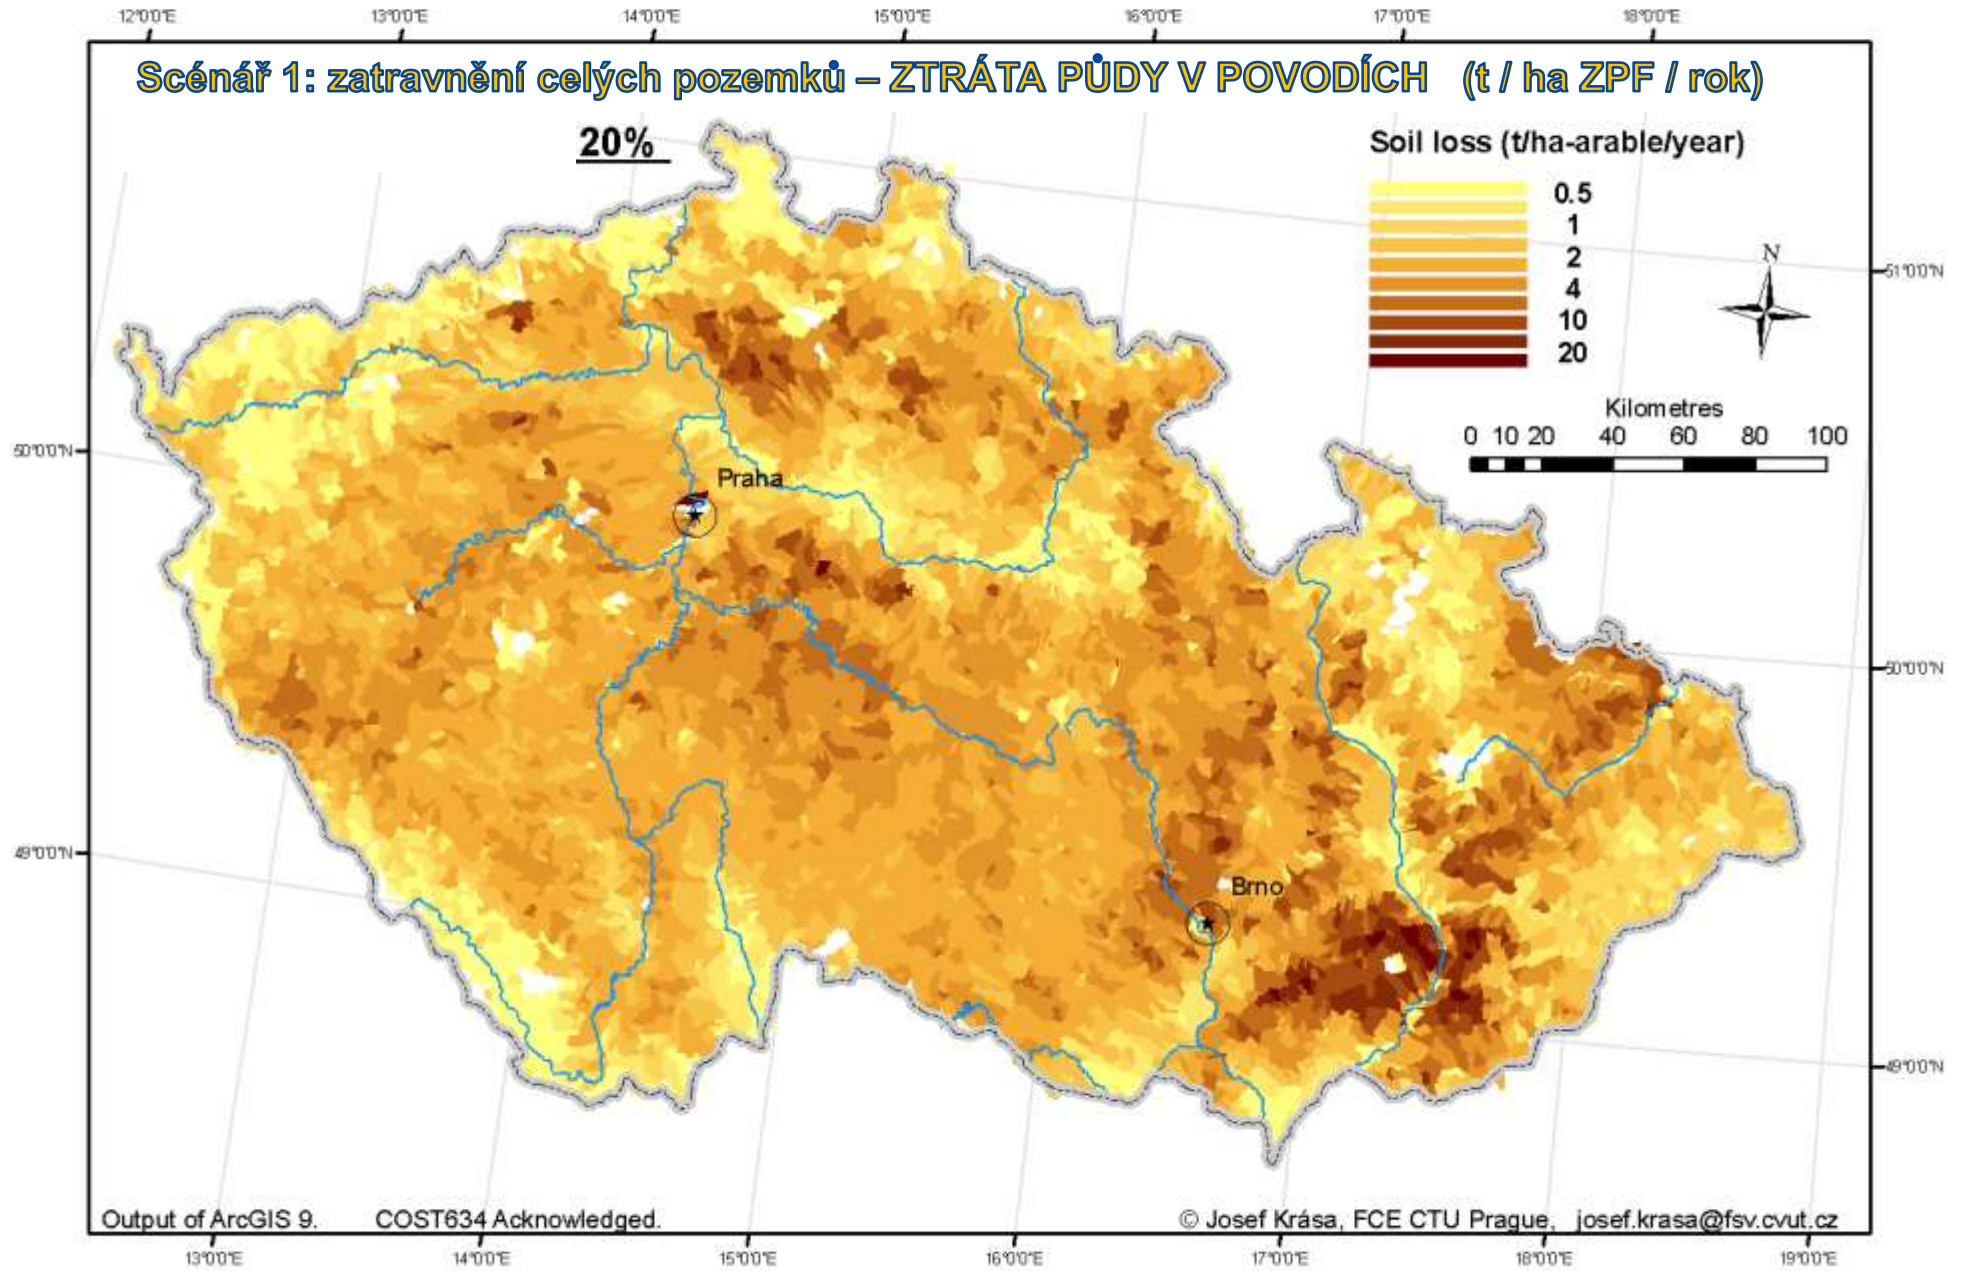 12°0'0"E 13°0'0"E 14°0'0"E 15°0'0"E 16°0'0"E 17°0'0"E 18°0'0"E
Scénář 1: zatravnění celých pozemků – ZTRÁTA PŮDY V POVODÍCH (t / ha ZPF / rok)
20%
Soil loss (t/ha-arable/year)
0.5
1
2
4
10
20
N
51°0'0"N
Kilometres
0 10 20 40 60 80 100
50°0'0"N
Praha
50°0'0"N
49°0'0"N
Brno
49°0'0"N
Output of ArcGIS 9. COST634 Acknowledged.
© Josef Krása, FCE CTU Prague, josef.krasa@fsv.cvut.cz
13°0'0"E 14°0'0"E 15°0'0"E 16°0'0"E 17°0'0"E 18°0'0"E 19°0'0"E